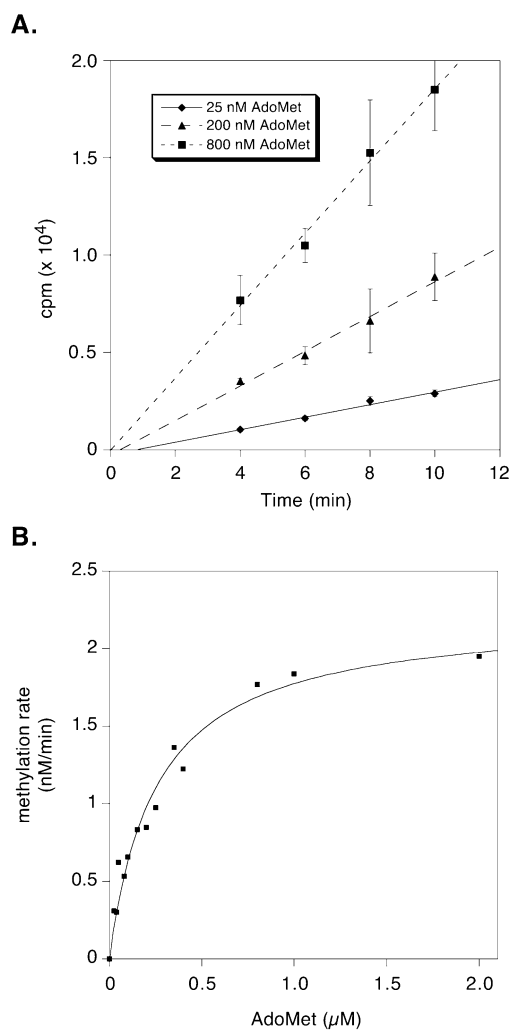 A.
2.0
1.5
1.0
0.5
0
cpm (x 10⁴)
25 nM AdoMet
200 nM AdoMet
800 nM AdoMet
0 2 4 6 8 10 12
Time (min)
B.
2.5
2
1.5
1
0.5
0
methylation rate
(nM/min)
0 0.5 1.0 1.5 2.0
AdoMet (µM)